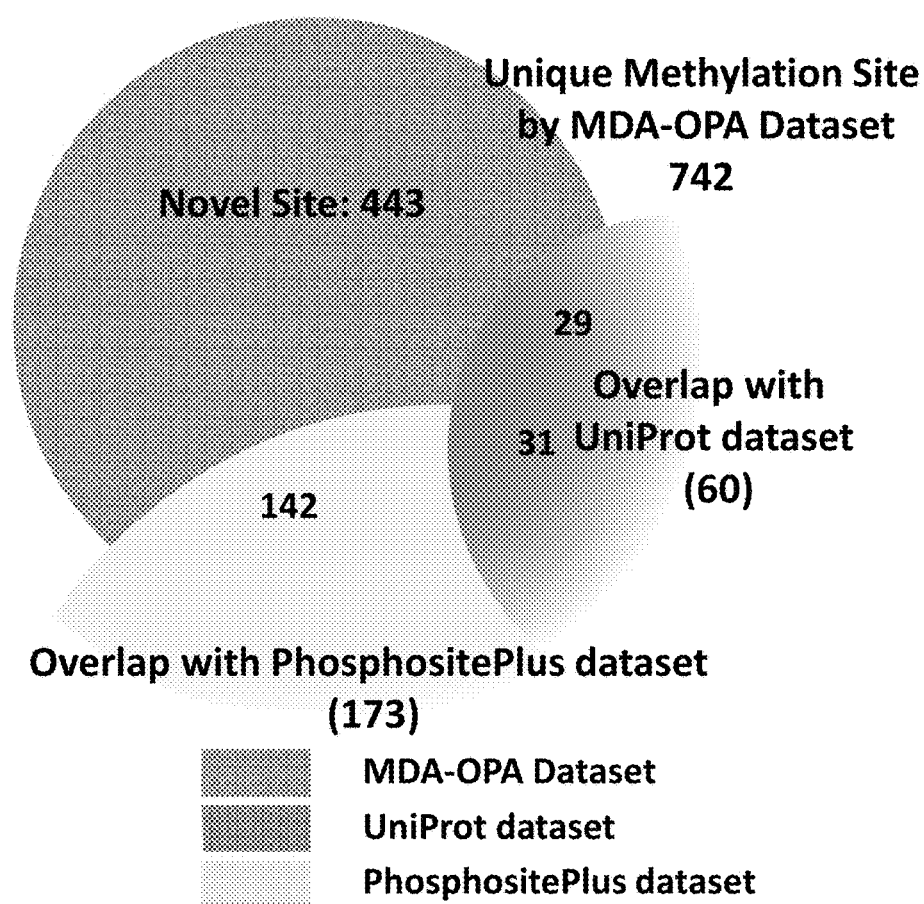 Unique Methylation Site
by MDA-OPA Dataset
742
Novel Site: 443
29
Overlap with
31 UniProt dataset
(60)
142
Overlap with PhosphositePlus dataset
(173)
MDA-OPA Dataset
UniProt dataset
PhosphositePlus dataset